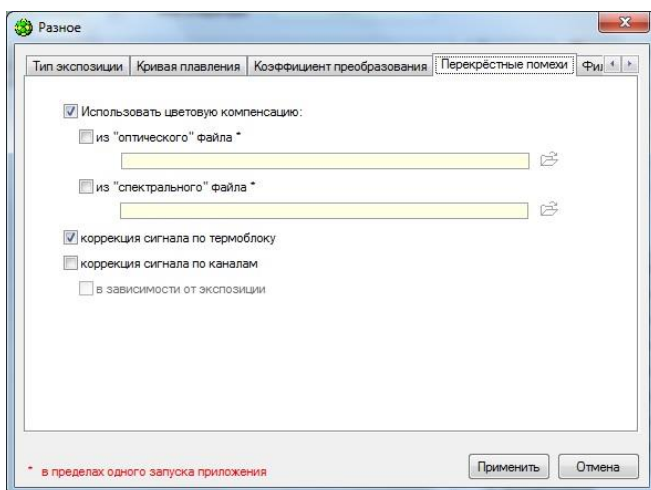 Разное
Тип экспозиции Кривая плавления Коэффициент преобразования Перекрёстные помехи
Использовать цветовую компенсацию:
из "оптического" файла *
из "спектрального" файла *
коррекция сигнала по термоблоку
коррекция сигнала по каналам
в зависимости от экспозиции
* в пределах одного запуска приложения
Применить Отмена